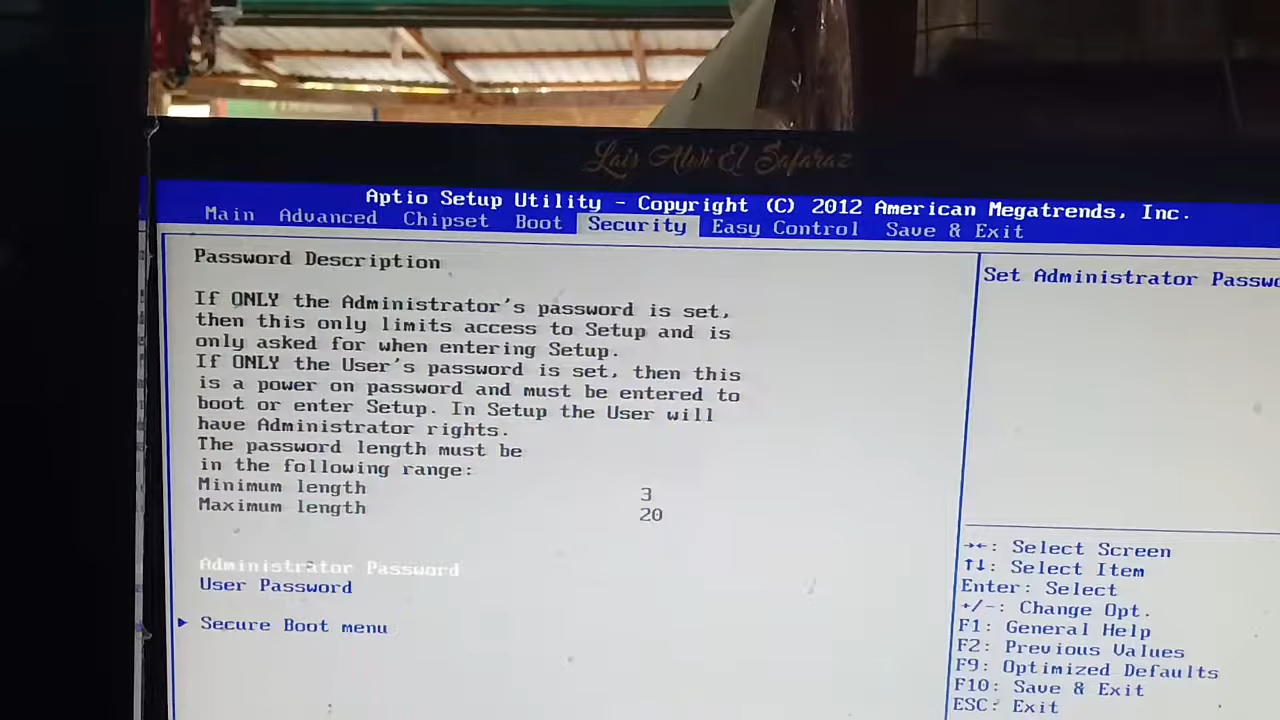 Lais Alwi El Safaraz
Aptio Setup Utility - Copyright (C) 2012 American Megatrends, Inc.
Main Advanced Chipset Boot Security Easy Control Save & Exit
Password Description
If ONLY the Administrator's password is set,
then this only limits access to Setup and is
only asked for when entering Setup.
If ONLY the User's password is set, then this
is a power on password and must be entered to
boot or enter Setup. In Setup the User will
have Administrator rights.
The password length must be
in the following range:
Minimum length 3
Maximum length 20
Administrator Password
User Password
Secure Boot menu
Set Administrator Passwo
→←: Select Screen
↑↓: Select Item
Enter: Select
+/-: Change Opt.
F1: General Help
F2: Previous Values
F9: Optimized Defaults
F10: Save & Exit
ESC: Exit